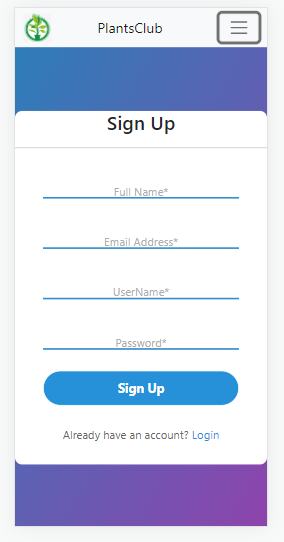 PlantsClub
Sign Up
Full Name*
Email Address*
UserName*
Password*
Sign Up
Already have an account? Login